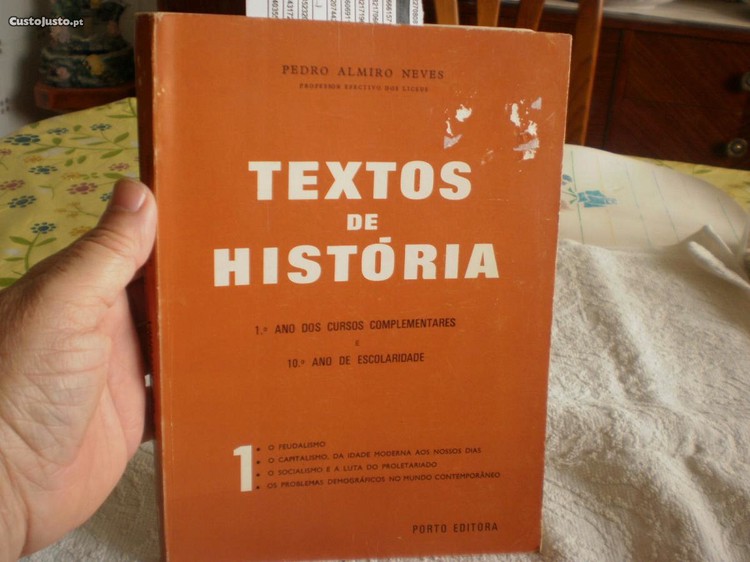 CustoJusto.pt
PEDRO ALMIRO NEVES
PROFESSOR EFECTIVO DOS LICEUS
TEXTOS
DE
HISTÓRIA
1.º ANO DOS CURSOS COMPLEMENTARES
E
10.º ANO DE ESCOLARIDADE
1
• O FEUDALISMO
• O CAPITALISMO, DA IDADE MODERNA AOS NOSSOS DIAS
• O SOCIALISMO E A LUTA DO PROLETARIADO
• OS PROBLEMAS DEMOGRÁFICOS NO MUNDO CONTEMPORÂNEO
PORTO EDITORA